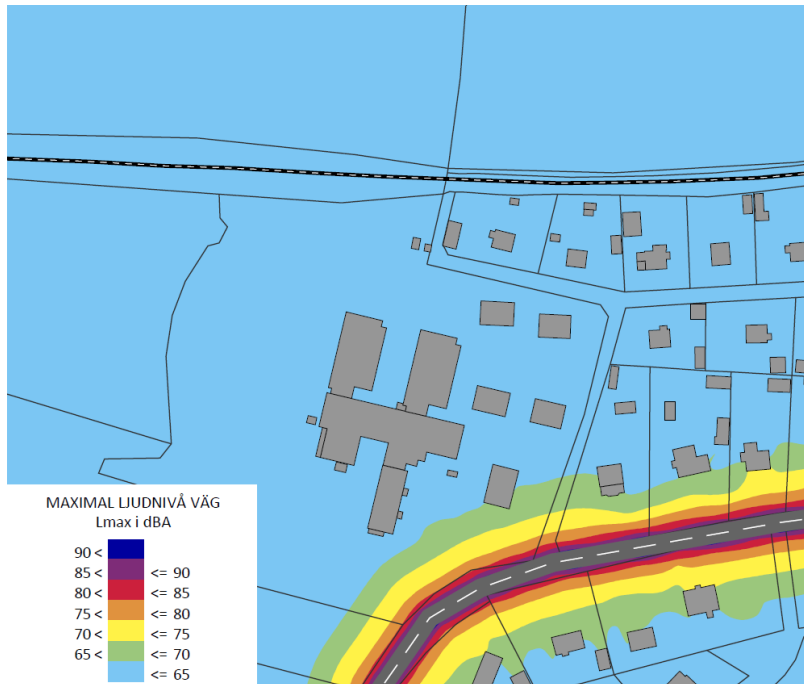 MAXIMAL LJUDNIVÅ VÄG
Lmax i dBA
90 <
85 < <= 90
80 < <= 85
75 < <= 80
70 < <= 75
65 < <= 70
<= 65